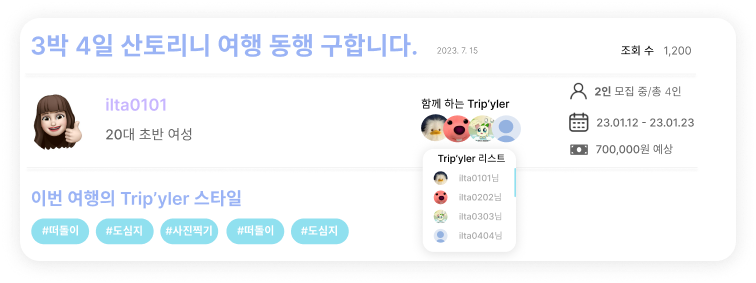 3박 4일 산토리니 여행 동행 구합니다.
2023. 7. 15
조회 수 1,200
ilta0101
20대 초반 여성
함께 하는 Trip'yler
2인 모집 중/총 4인
23.01.12 - 23.01.23
700,000원 예상
Trip'yler 리스트
ilta0101님
ilta0202님
ilta0303님
ilta0404님
이번 여행의 Trip'yler 스타일
#떠돌이 #도심지 #사진찍기 #떠돌이 #도심지